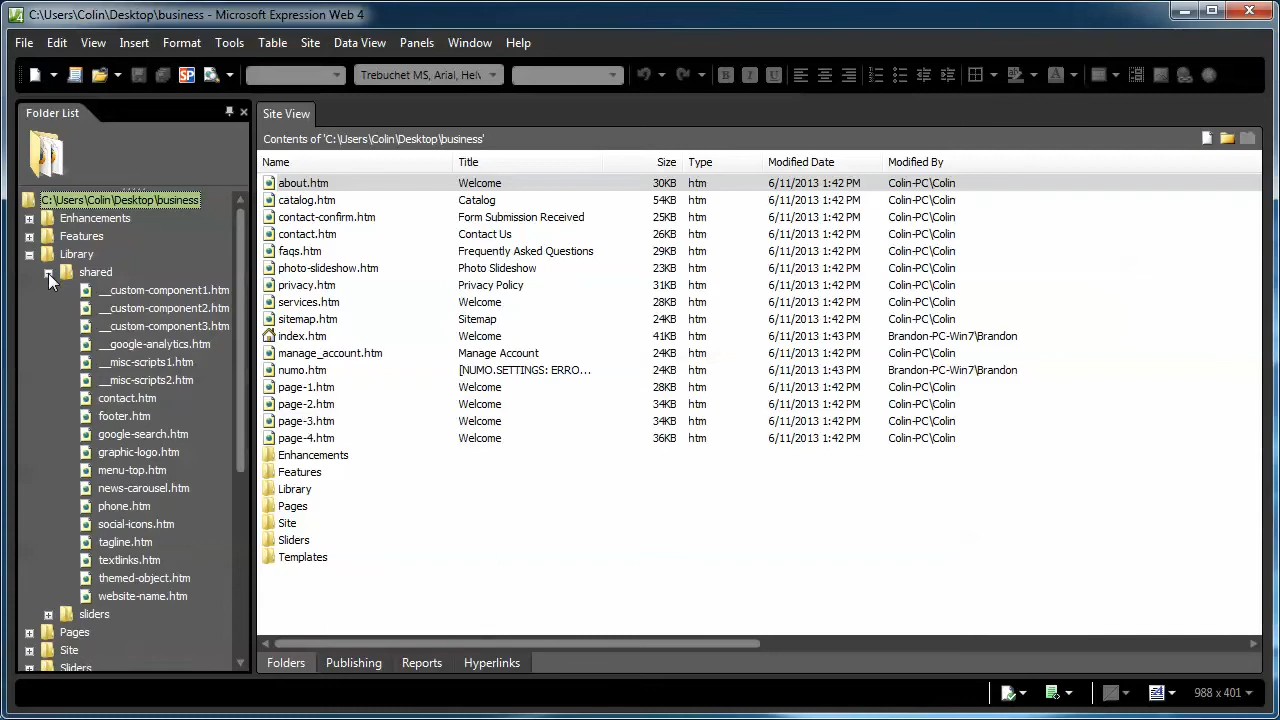 C:\Users\Colin\Desktop\business - Microsoft Expression Web 4
File Edit View Insert Format Tools Table Site Data View Panels Window Help
SP Trebuchet MS, Arial, Helv B I U A
Folder List
C:\Users\Colin\Desktop\business
Enhancements
Features
Library
shared
__custom-component1.htm
__custom-component2.htm
__custom-component3.htm
__google-analytics.htm
__misc-scripts1.htm
__misc-scripts2.htm
contact.htm
footer.htm
google-search.htm
graphic-logo.htm
menu-top.htm
news-carousel.htm
phone.htm
social-icons.htm
tagline.htm
textlinks.htm
themed-object.htm
website-name.htm
sliders
Pages
Site
Sliders
Site View
Contents of 'C:\Users\Colin\Desktop\business'
Name Title Size Type Modified Date Modified By
about.htm Welcome 30KB htm 6/11/2013 1:42 PM Colin-PC\Colin
catalog.htm Catalog 54KB htm 6/11/2013 1:42 PM Colin-PC\Colin
contact-confirm.htm Form Submission Received 25KB htm 6/11/2013 1:42 PM Colin-PC\Colin
contact.htm Contact Us 26KB htm 6/11/2013 1:42 PM Colin-PC\Colin
faqs.htm Frequently Asked Questions 29KB htm 6/11/2013 1:42 PM Colin-PC\Colin
photo-slideshow.htm Photo Slideshow 23KB htm 6/11/2013 1:42 PM Colin-PC\Colin
privacy.htm Privacy Policy 31KB htm 6/11/2013 1:42 PM Colin-PC\Colin
services.htm Welcome 28KB htm 6/11/2013 1:42 PM Colin-PC\Colin
sitemap.htm Sitemap 24KB htm 6/11/2013 1:42 PM Colin-PC\Colin
index.htm Welcome 41KB htm 6/11/2013 1:43 PM Brandon-PC-Win7\Brandon
manage_account.htm Manage Account 24KB htm 6/11/2013 1:42 PM Colin-PC\Colin
numo.htm [NUMO.SETTINGS: ERRO... 24KB htm 6/11/2013 1:43 PM Brandon-PC-Win7\Brandon
page-1.htm Welcome 28KB htm 6/11/2013 1:42 PM Colin-PC\Colin
page-2.htm Welcome 34KB htm 6/11/2013 1:42 PM Colin-PC\Colin
page-3.htm Welcome 34KB htm 6/11/2013 1:42 PM Colin-PC\Colin
page-4.htm Welcome 36KB htm 6/11/2013 1:42 PM Colin-PC\Colin
Enhancements
Features
Library
Pages
Site
Sliders
Templates
Folders Publishing Reports Hyperlinks
988 x 401